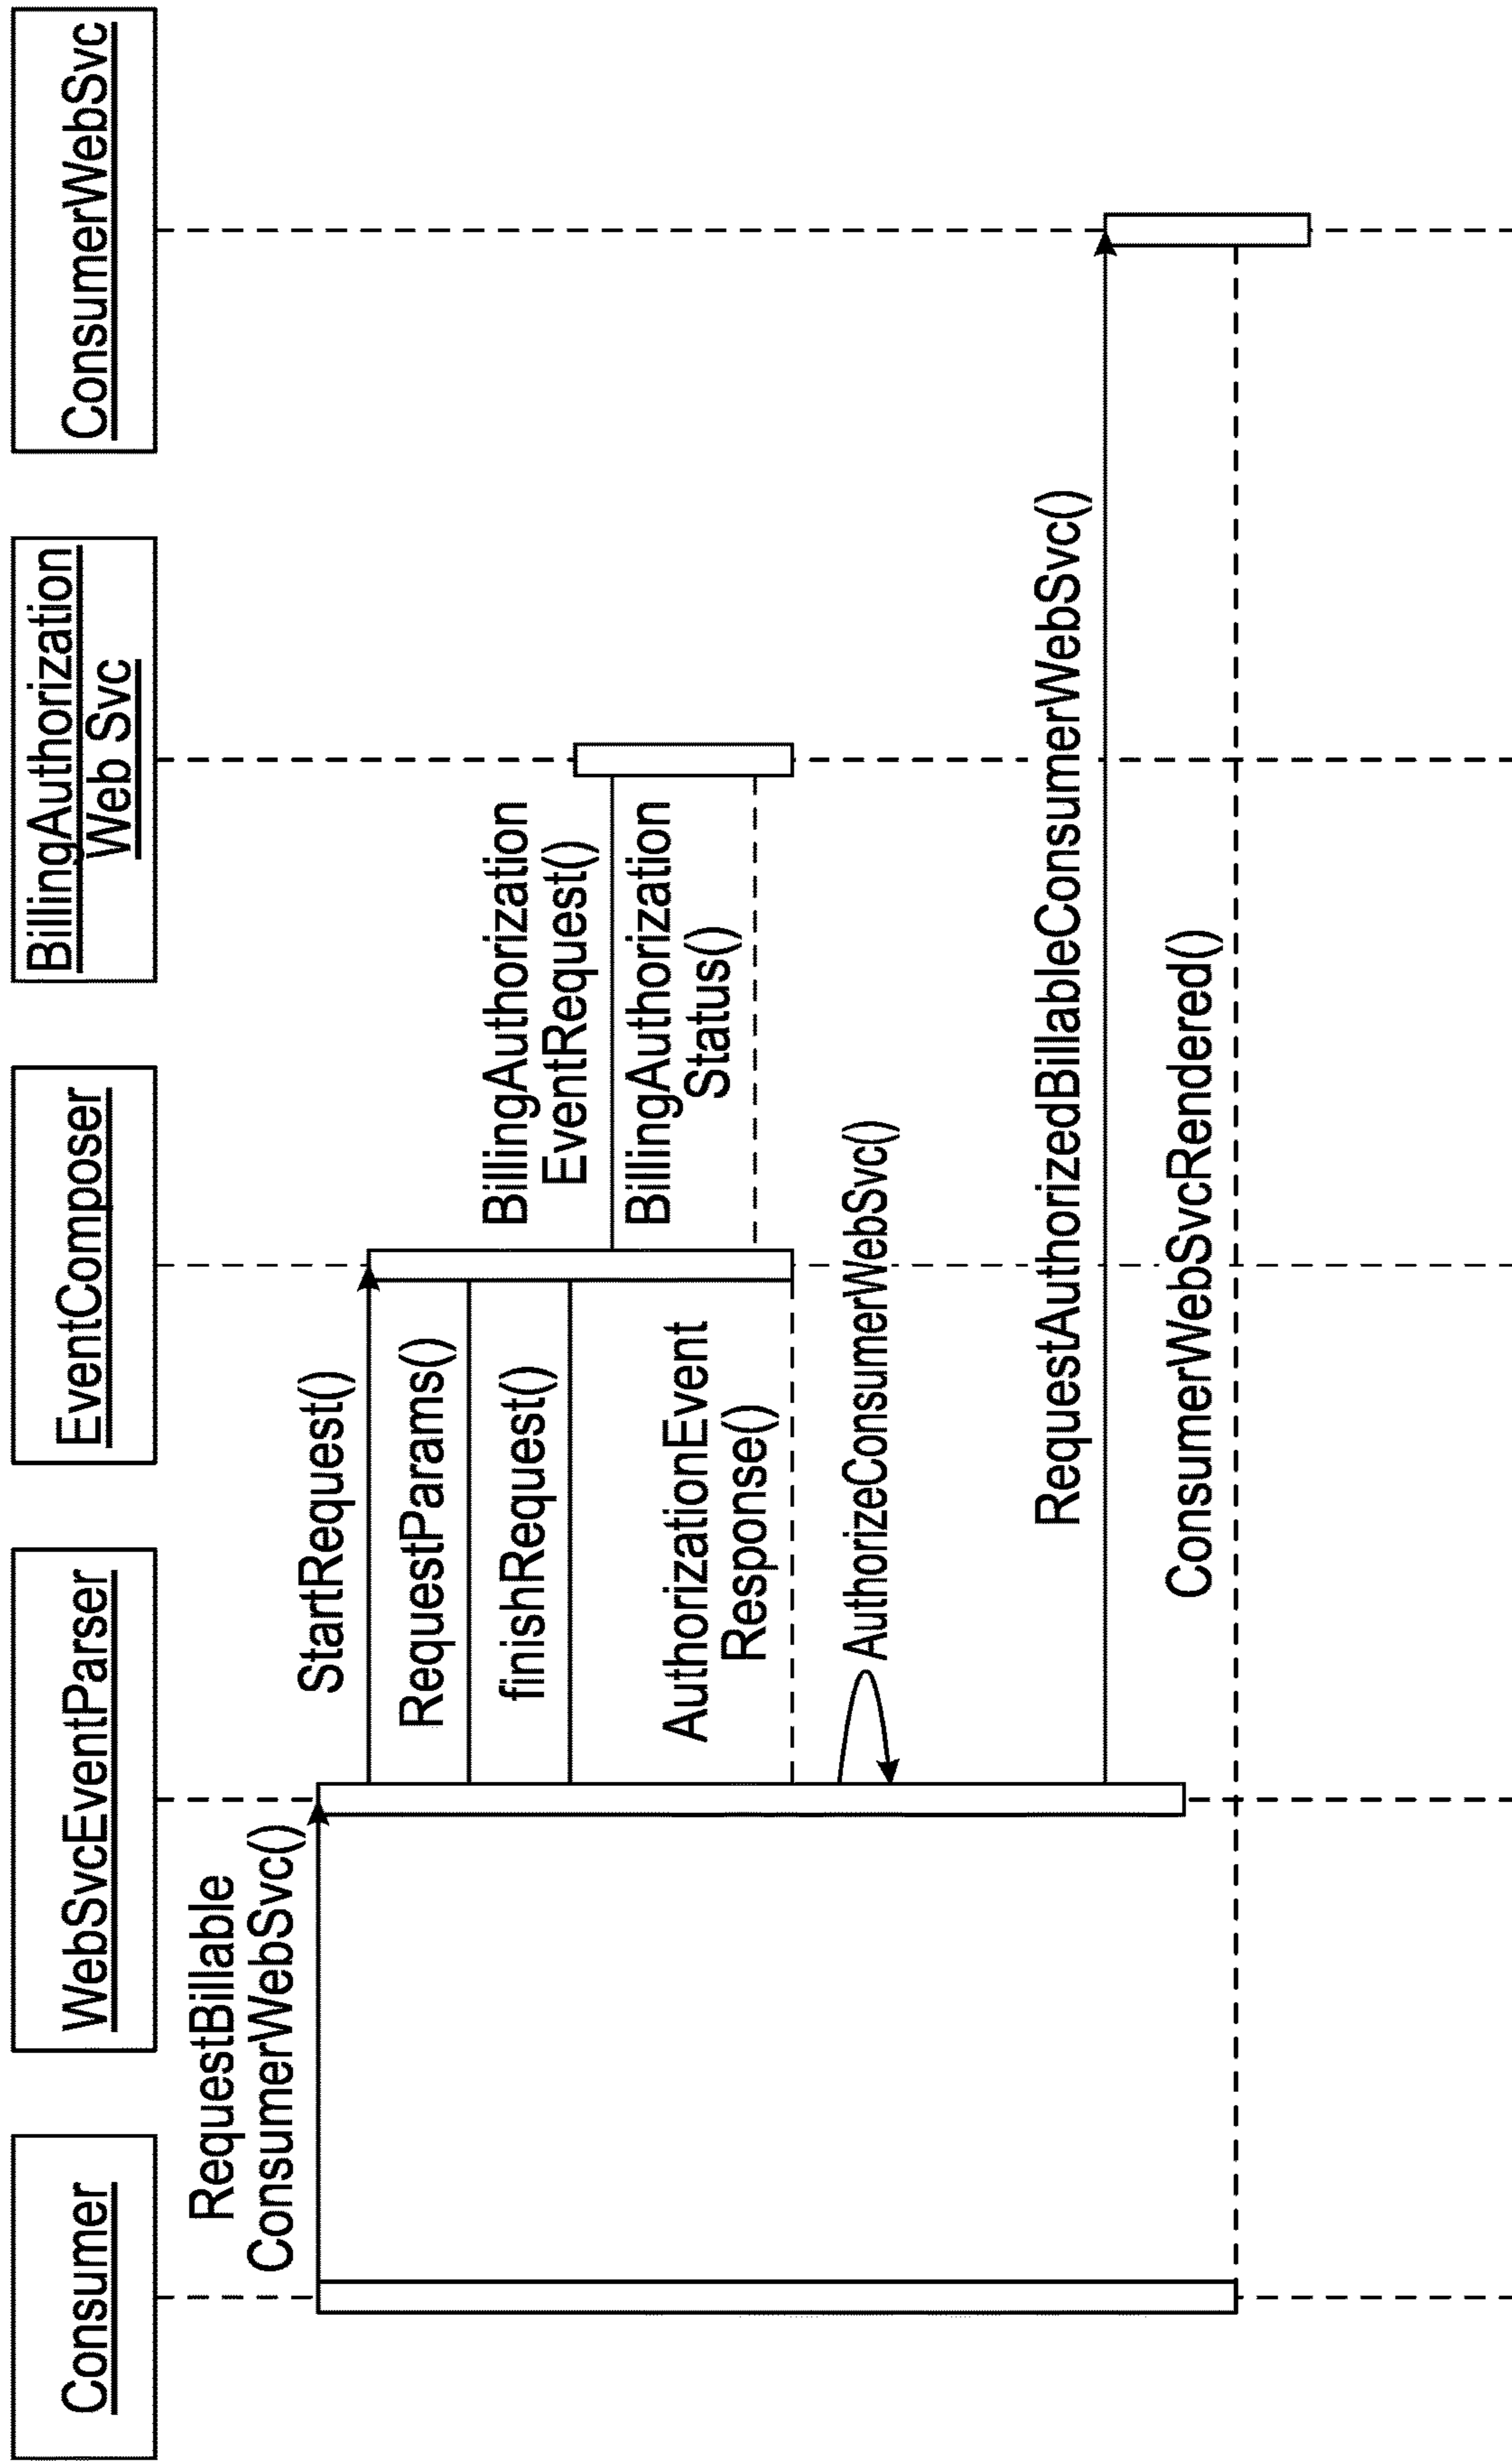 Consumer
WebSvcEventParser
EventComposer
BillingAuthorization
Web Svc
ConsumerWebSvc
RequestBillable
ConsumerWebSvc()
StartRequest()
RequestParams()
finishRequest()
BillingAuthorization
EventRequest()
BillingAuthorization
Status()
AuthorizationEvent
Response()
AuthorizeConsumerWebSvc()
RequestAuthorizedBillableConsumerWebSvc()
ConsumerWebSvcRendered()